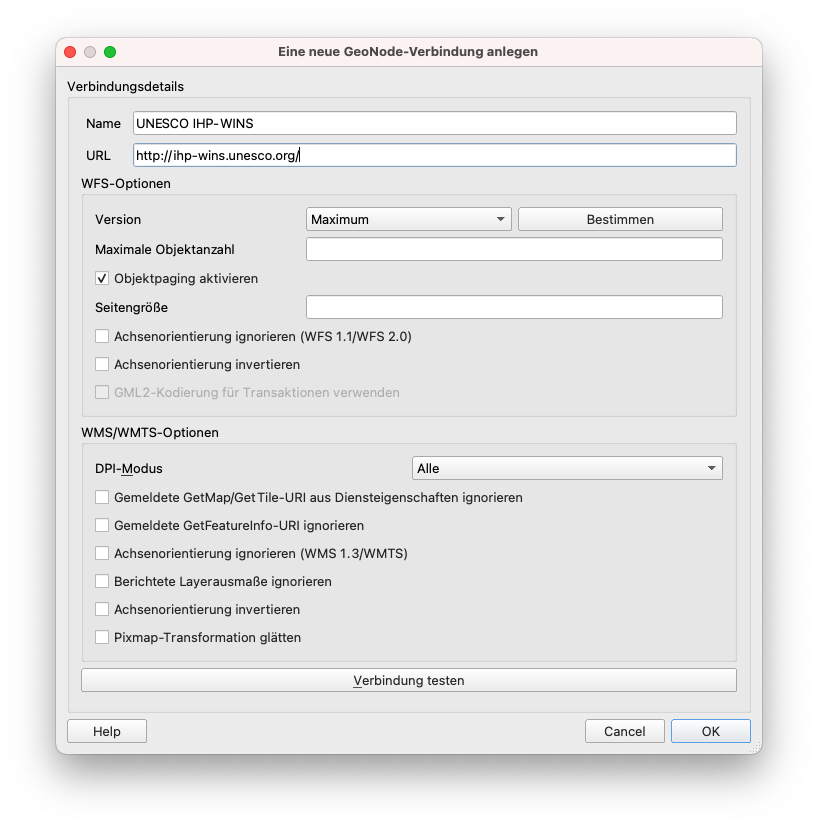 Eine neue GeoNode-Verbindung anlegen
Verbindungsdetails
Name UNESCO IHP-WINS
URL http://ihp-wins.unesco.org/
WFS-Optionen
Version Maximum Bestimmen
Maximale Objektanzahl
Objektpaging aktivieren
Seitengröße
Achsenorientierung ignorieren (WFS 1.1/WFS 2.0)
Achsenorientierung invertieren
GML2-Kodierung für Transaktionen verwenden
WMS/WMTS-Optionen
DPI-Modus Alle
Gemeldete GetMap/GetTile-URI aus Diensteigenschaften ignorieren
Gemeldete GetFeatureInfo-URI ignorieren
Achsenorientierung ignorieren (WMS 1.3/WMTS)
Berichtete Layerausmaße ignorieren
Achsenorientierung invertieren
Pixmap-Transformation glätten
Verbindung testen
Help Cancel OK